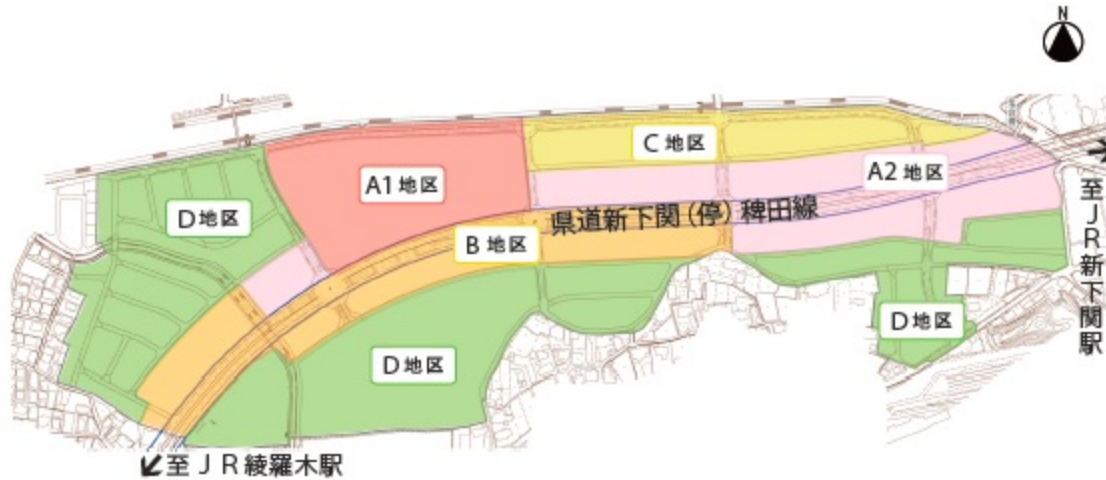 N
C 地区
A1 地区
A2 地区
D 地区
県道新下関(停)稗田線
B 地区
至JR新下関駅
D 地区
D 地区
至JR綾羅木駅